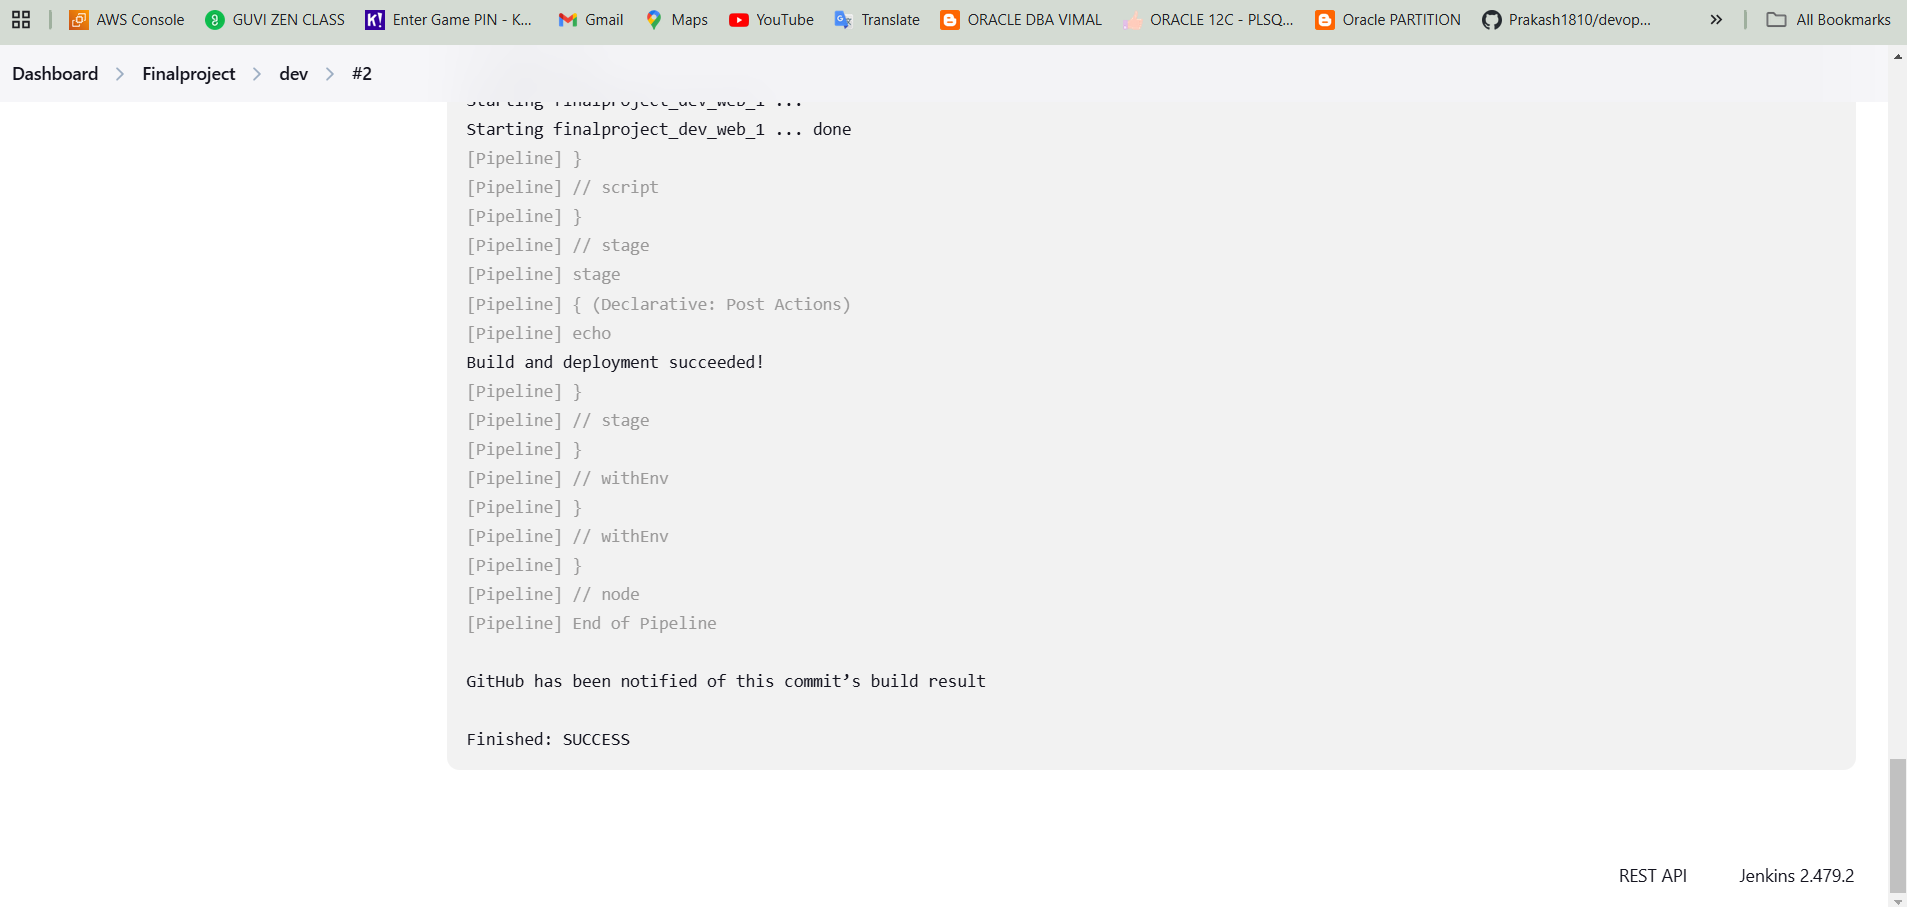 AWS Console GUVI ZEN CLASS Enter Game PIN - K... Gmail Maps YouTube Translate ORACLE DBA VIMAL ORACLE 12C - PLSQ... Oracle PARTITION Prakash1810/devop... » All Bookmarks
Dashboard > Finalproject > dev > #2
Starting finalproject_dev_web_1 ...
Starting finalproject_dev_web_1 ... done
[Pipeline] }
[Pipeline] // script
[Pipeline] }
[Pipeline] // stage
[Pipeline] stage
[Pipeline] { (Declarative: Post Actions)
[Pipeline] echo
Build and deployment succeeded!
[Pipeline] }
[Pipeline] // stage
[Pipeline] }
[Pipeline] // withEnv
[Pipeline] }
[Pipeline] // withEnv
[Pipeline] }
[Pipeline] // node
[Pipeline] End of Pipeline
GitHub has been notified of this commit’s build result
Finished: SUCCESS
REST API Jenkins 2.479.2